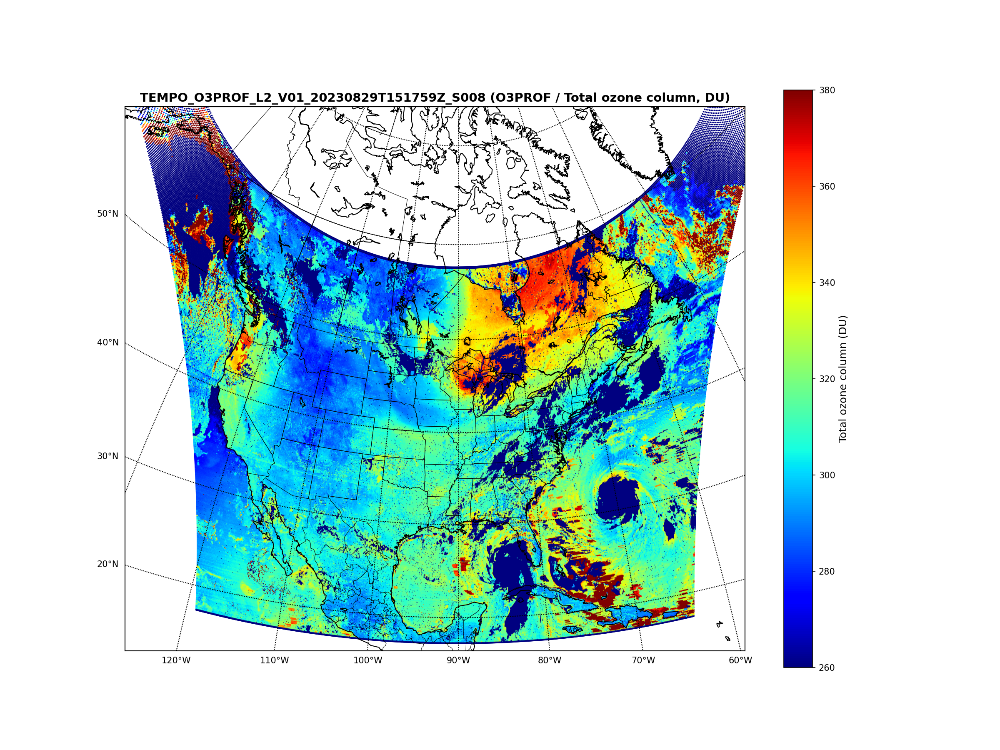 TEMPO_O3PROF_L2_V01_20230829T151759Z_S008 (O3PROF / Total ozone column, DU)
50°N
40°N
30°N
20°N
120°W
110°W
100°W
90°W
80°W
70°W
60°W
380
360
340
320
300
280
260
Total ozone column (DU)